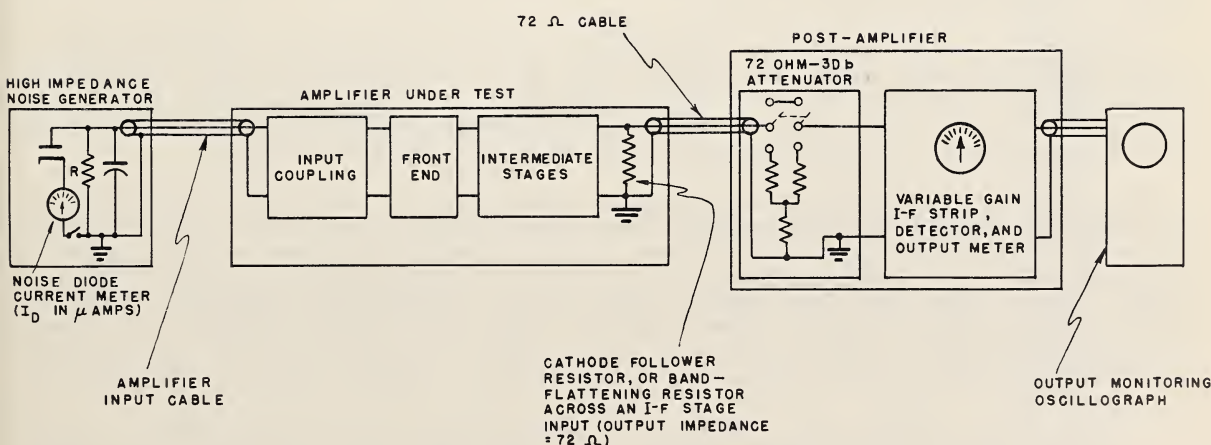 72 Ω CABLE
POST-AMPLIFIER
72 OHM-3Db
ATTENUATOR
HIGH IMPEDANCE
NOISE GENERATOR
AMPLIFIER UNDER TEST
R
INPUT
COUPLING
FRONT
END
INTERMEDIATE
STAGES
VARIABLE GAIN
I-F STRIP,
DETECTOR, AND
OUTPUT METER
NOISE DIODE
CURRENT METER
(I_D IN μ AMPS)
AMPLIFIER
INPUT CABLE
CATHODE FOLLOWER
RESISTOR, OR BAND-
FLATTENING RESISTOR
ACROSS AN I-F STAGE
INPUT (OUTPUT IMPEDANCE
= 72 Ω)
OUTPUT MONITORING
OSCILLOGRAPH